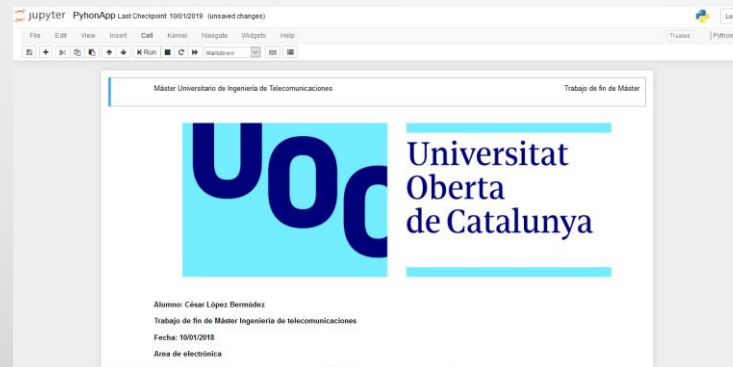 jupyter PyhonApp Last Checkpoint: 10/01/2019 (unsaved changes)
File Edit View Insert Cell Kernel Navigate Widgets Help
Trusted
Run
Markdown
Máster Universitario de Ingeniería de Telecomunicaciones
Trabajo de fin de Máster
UOC
Universitat
Oberta
de Catalunya
Alumno: César López Bermúdez
Trabajo de fin de Máster Ingeniería de telecomunicaciones
Fecha: 10/01/2018
Area de electrónica